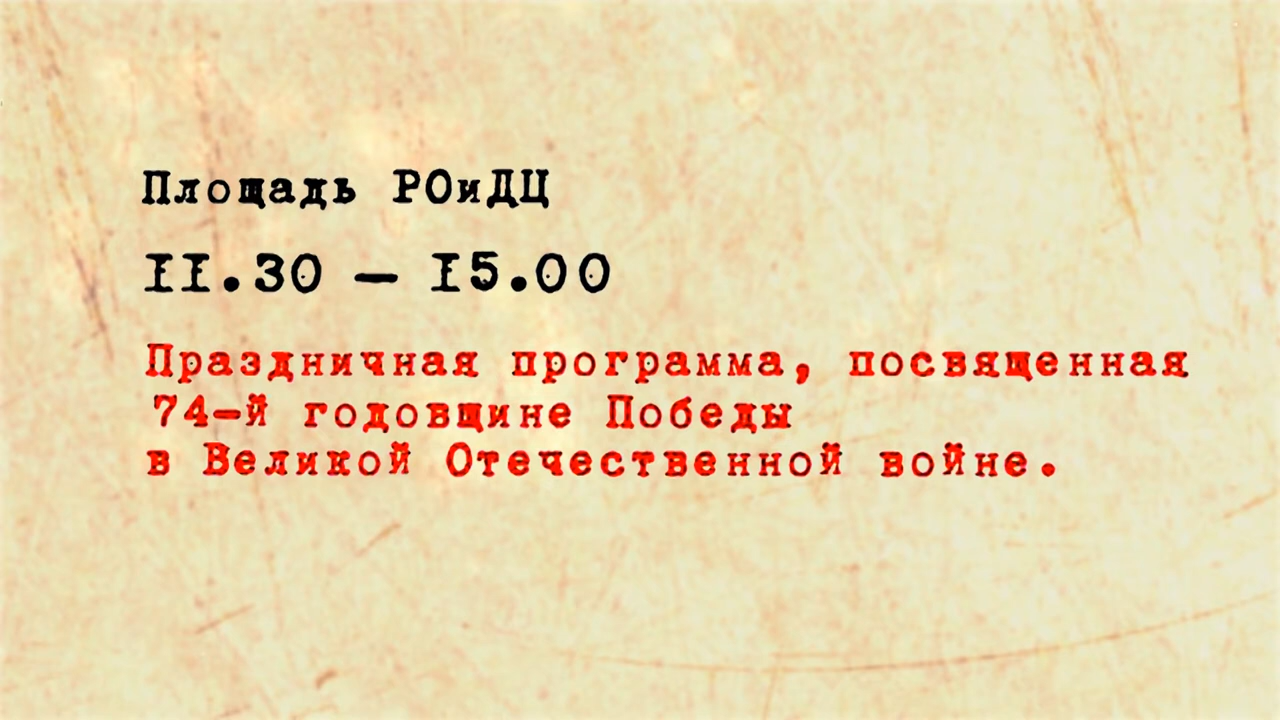 Площадь РОиДЦ
11.30 — 15.00
Праздничная программа, посвященная
74-й годовщине Победы
в Великой Отечественной войне.